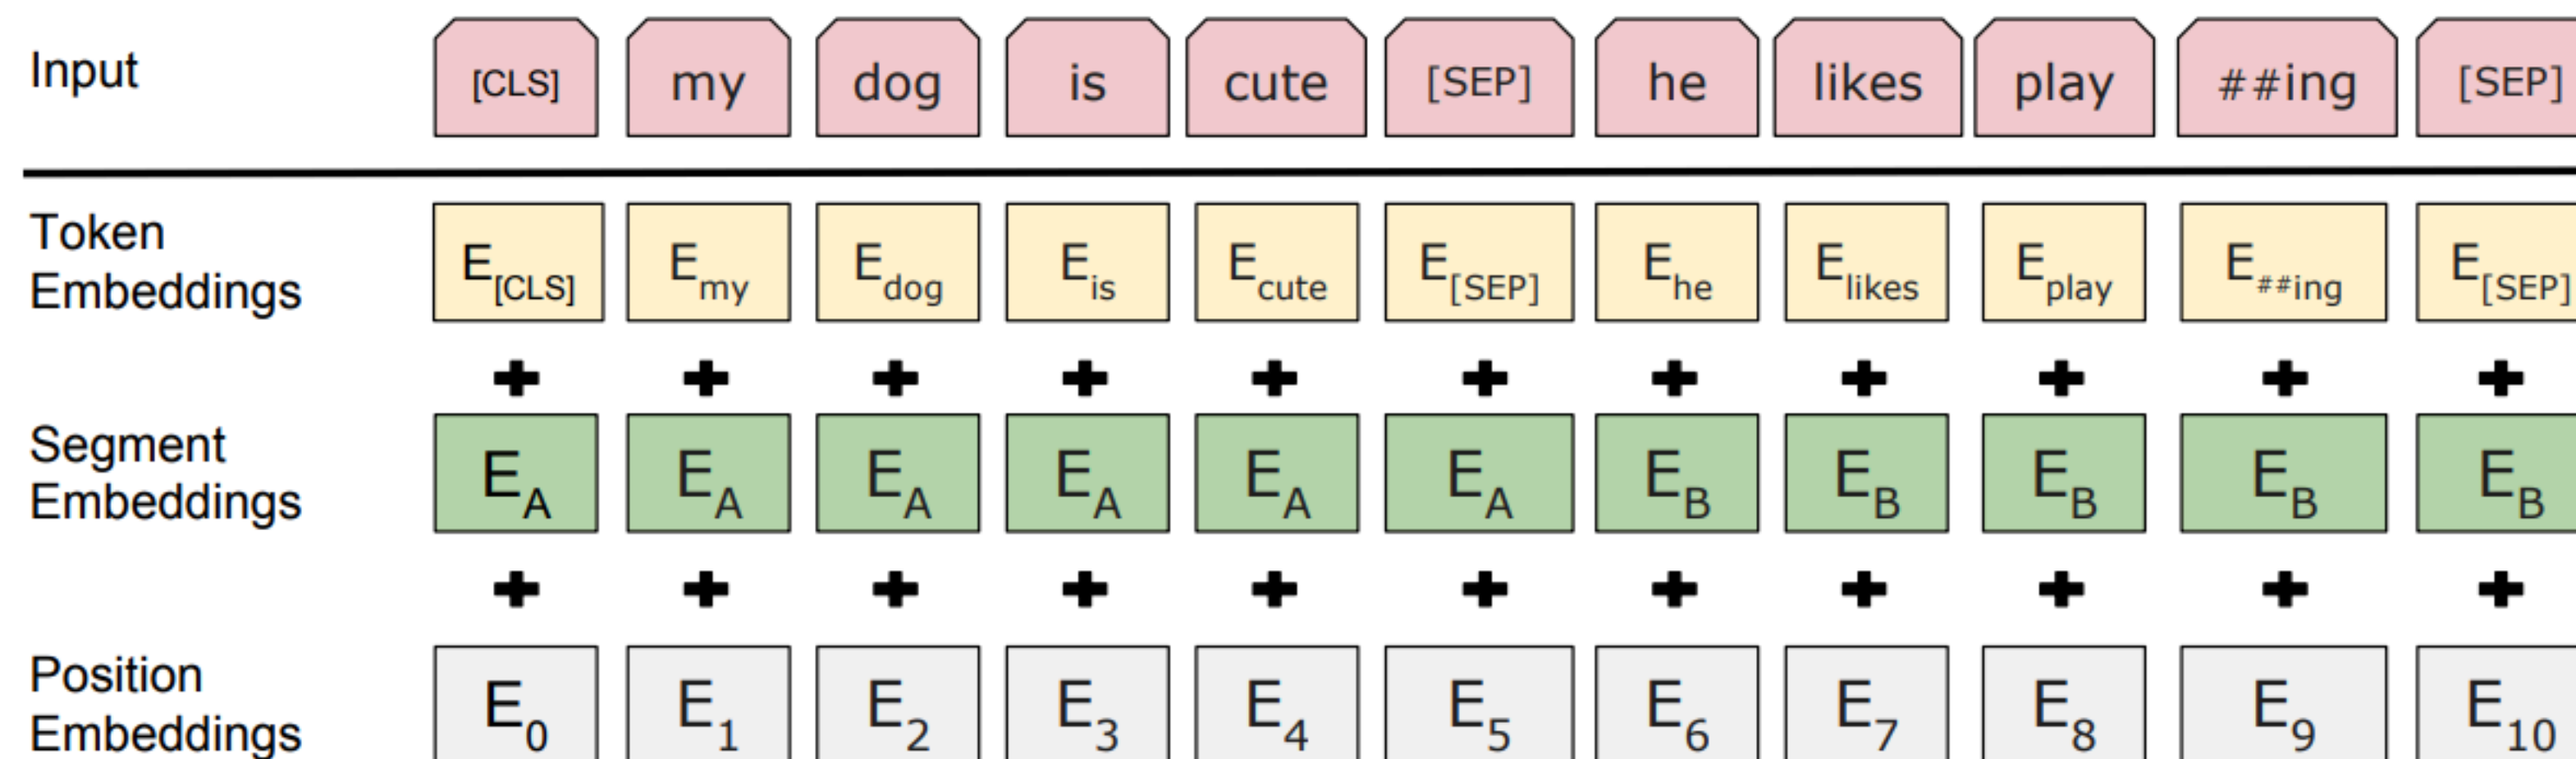 Input [CLS] my dog is cute [SEP] he likes play ##ing [SEP]
Token Embeddings E[CLS] Emy Edog Eis Ecute E[SEP] Ehe Elikes Eplay E##ing E[SEP]
+ + + + + + + + + + +
Segment Embeddings EA EA EA EA EA EA EB EB EB EB EB
+ + + + + + + + + + +
Position Embeddings E0 E1 E2 E3 E4 E5 E6 E7 E8 E9 E10